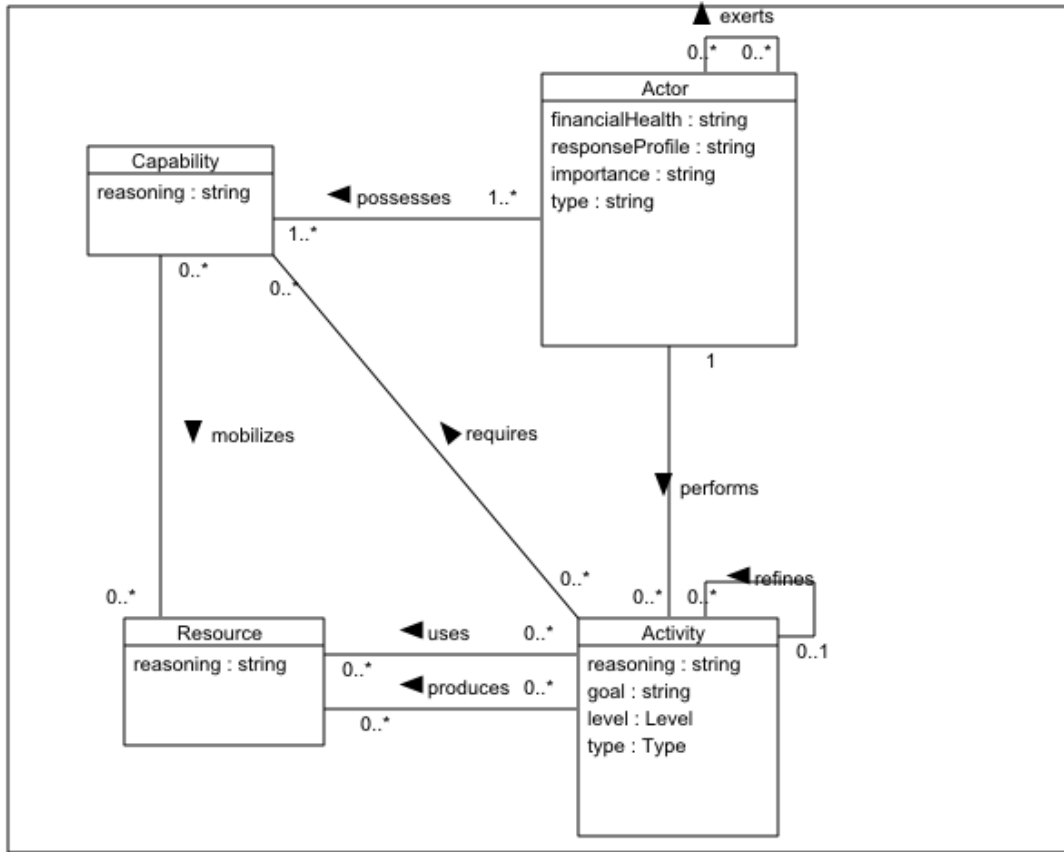 exerts
0..* 0..*
Actor
financialHealth : string
responseProfile : string
importance : string
type : string
Capability
reasoning : string
possesses 1..*
1..*
0..*
0..*
1
mobilizes
requires
performs
0..*
0..*
0..* 0..*
refines
0..1
Resource
reasoning : string
uses 0..*
0..*
produces 0..*
0..*
Activity
reasoning : string
goal : string
level : Level
type : Type